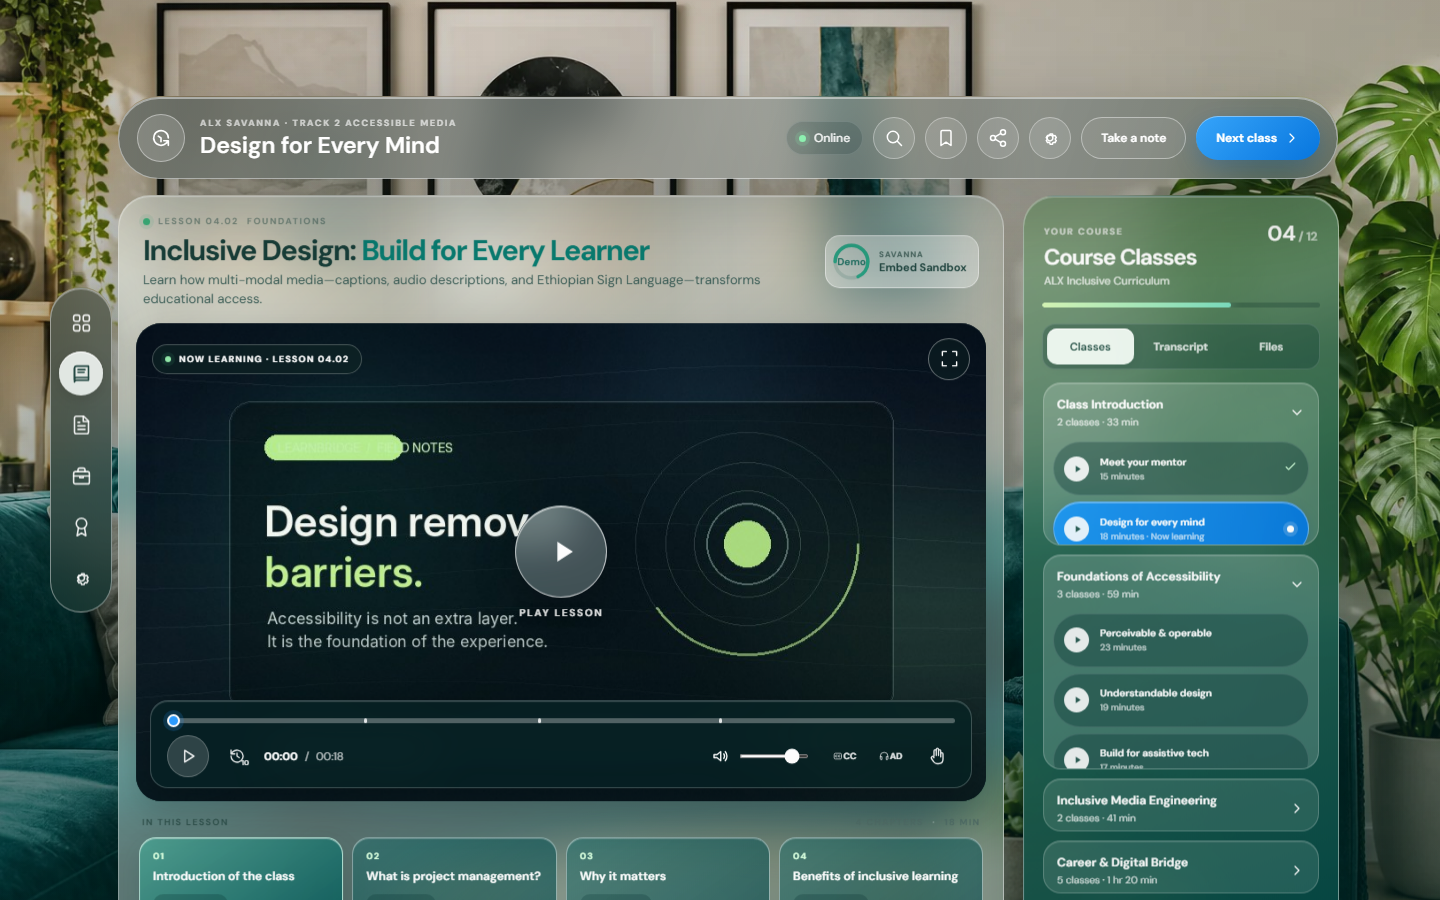 ALX SAVANNA · TRACK 2 ACCESSIBLE MEDIA
Design for Every Mind
Online
Take a note
Next class
LESSON 04.02 FOUNDATIONS
Inclusive Design: Build for Every Learner
Learn how multi-modal media—captions, audio descriptions, and Ethiopian Sign Language—transforms
educational access.
Demo
SAVANNA
Embed Sandbox
NOW LEARNING · LESSON 04.02
NOTES
Design remov
barriers.
Accessibility is not an extra layer.
It is the foundation of the experience.
PLAY LESSON
10
00:00 / 00:18
CC
AD
IN THIS LESSON
18 MIN
01
Introduction of the class
02
What is project management?
03
Why it matters
04
Benefits of inclusive learning
YOUR COURSE
04 / 12
Course Classes
ALX Inclusive Curriculum
Classes
Transcript
Files
Class Introduction
2 classes · 33 min
Meet your mentor
15 minutes
Design for every mind
18 minutes · Now learning
Foundations of Accessibility
3 classes · 59 min
Perceivable & operable
23 minutes
Understandable design
19 minutes
Build for assistive tech
17 minutes
Inclusive Media Engineering
2 classes · 41 min
Career & Digital Bridge
5 classes · 1 hr 20 min